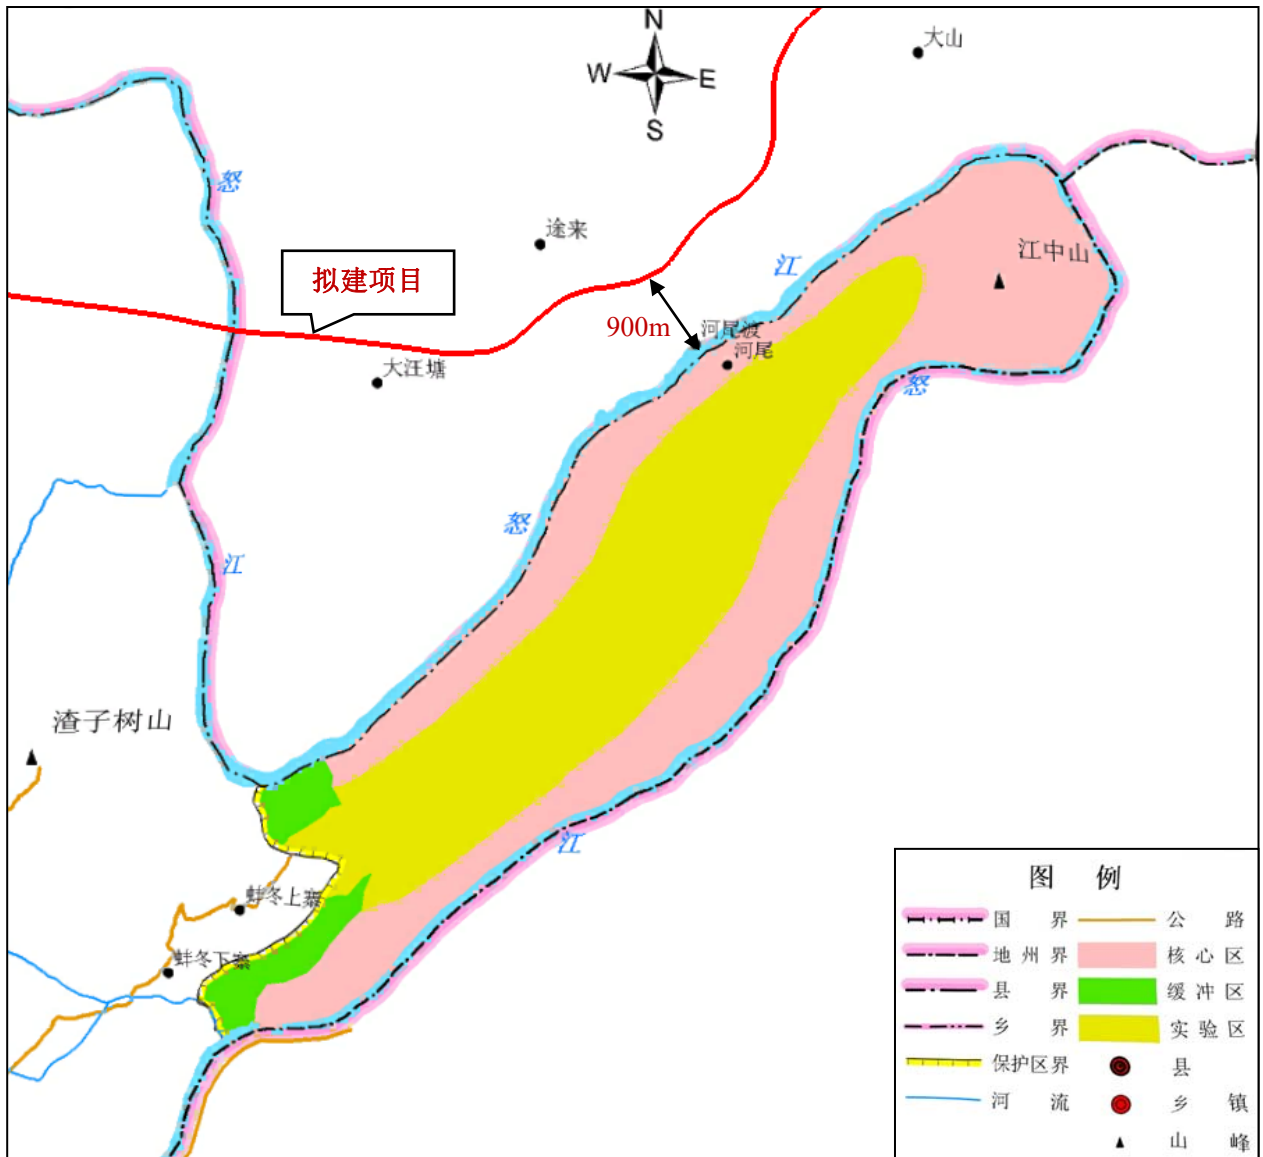 N
大山
W
E
S
怒
途来
江中山
江
拟建项目
900m
河尾渡
河尾
大汪塘
怒
怒
江
渣子树山
江
蚌冬上寨
蚌冬下寨
图 例
国 界
公 路
地 州 界
核 心 区
县 界
缓 冲 区
乡 界
实 验 区
保护区界
县
河 流
乡 镇
山 峰